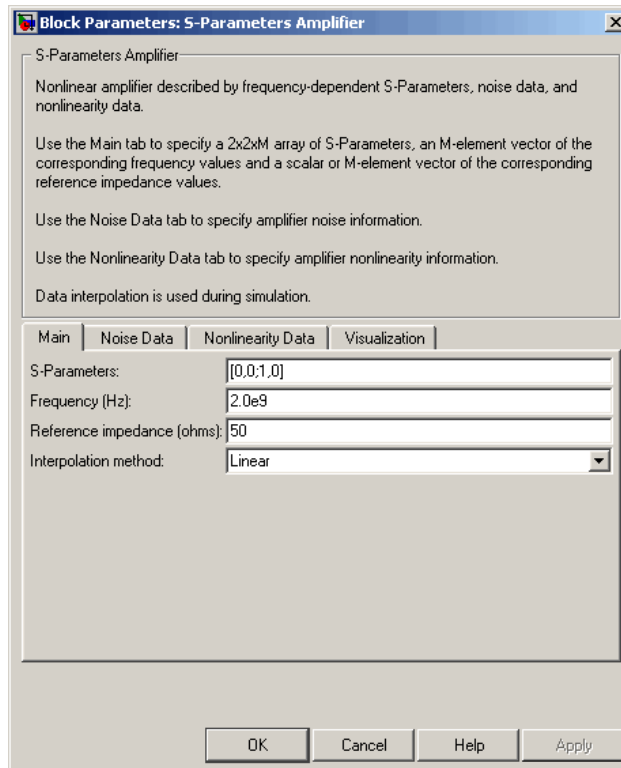 Block Parameters: S-Parameters Amplifier
S-Parameters Amplifier
Nonlinear amplifier described by frequency-dependent S-Parameters, noise data, and
nonlinearity data.
Use the Main tab to specify a 2x2xM array of S-Parameters, an M-element vector of the
corresponding frequency values and a scalar or M-element vector of the corresponding
reference impedance values.
Use the Noise Data tab to specify amplifier noise information.
Use the Nonlinearity Data tab to specify amplifier nonlinearity information.
Data interpolation is used during simulation.
Main Noise Data Nonlinearity Data Visualization
S-Parameters: [0,0;1,0]
Frequency (Hz): 2.0e9
Reference impedance (ohms): 50
Interpolation method: Linear
OK Cancel Help Apply